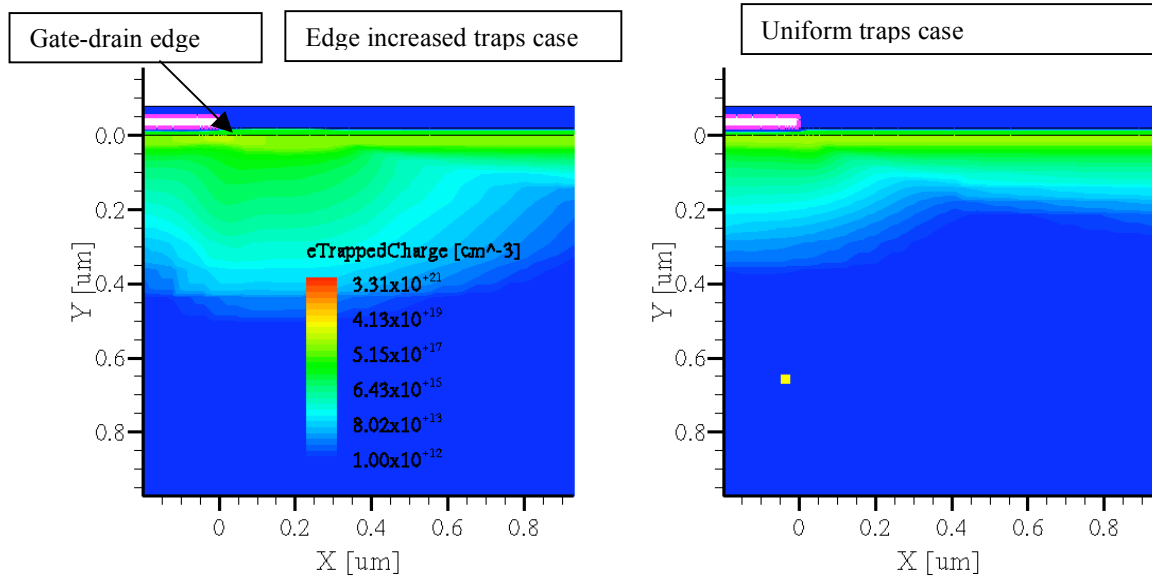 Gate-drain edge
Edge increased traps case
Uniform traps case
0.0
0.2
0.4
0.6
0.8
Y [um]
eTrappedCharge [cm^-3]
3.31x10+21
4.13x10+19
5.15x10+17
6.43x10+15
8.02x10+13
1.00x10+12
0 0.2 0.4 0.6 0.8
X [um]
0.0
0.2
0.4
0.6
0.8
Y [um]
0 0.2 0.4 0.6 0.8
X [um]